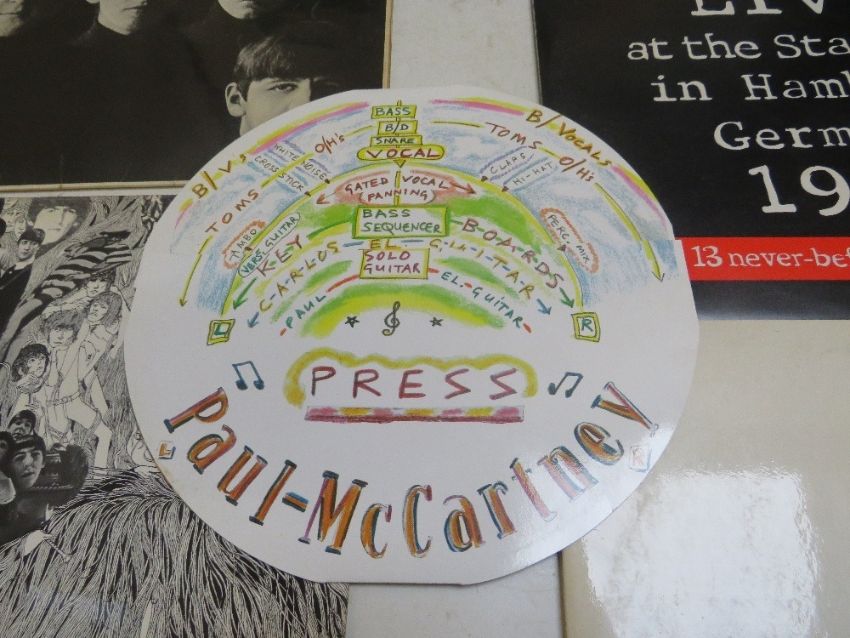 LIV
at the Sta
in Hamb
Germ
19
13 never-bef
BASS
B/D
SNARE
VOCAL
B/V's
TOMS
O/H's
WHITE NOISE
CROSS STICK
TOMS
B/VOCALS
O/H's
CLAPS
HI-HAT
GATED VOCAL
(PANNING)
BASS
SEQUENCER
VERSE GUITAR
PERC MIX
KEY BOARDS
CARLOS EL GUITAR
SOLO
GUITAR
PAUL EL. GUITAR
L
R
PRESS
Paul-McCartney
L
R